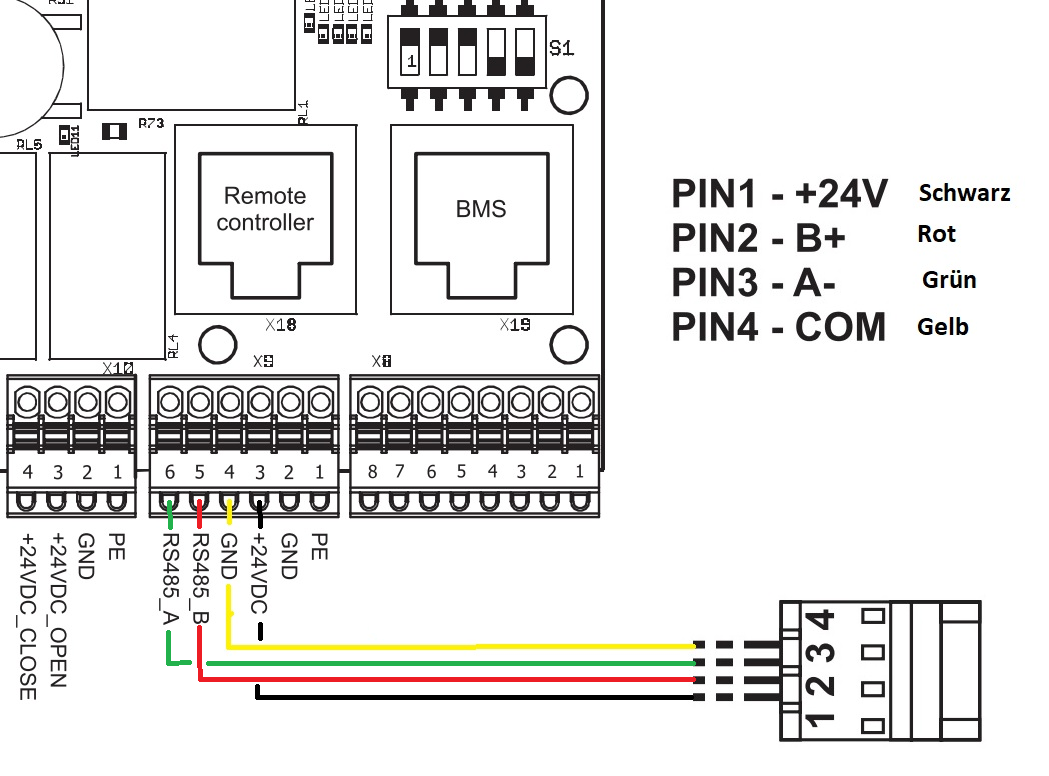 S1
1
RL1
R73
LED11
RL5
Remote
controller
BMS
X18
X19
RL4
X10
X9
X8
PIN1 - +24V Schwarz
PIN2 - B+ Rot
PIN3 - A- Grün
PIN4 - COM Gelb
4 3 2 1
6 5 4 3 2 1
8 7 6 5 4 3 2 1
+24VDC_CLOSE
+24VDC_OPEN
GND
PE
RS485_A
RS485_B
GND
+24VDC
GND
PE
4
3
2
1